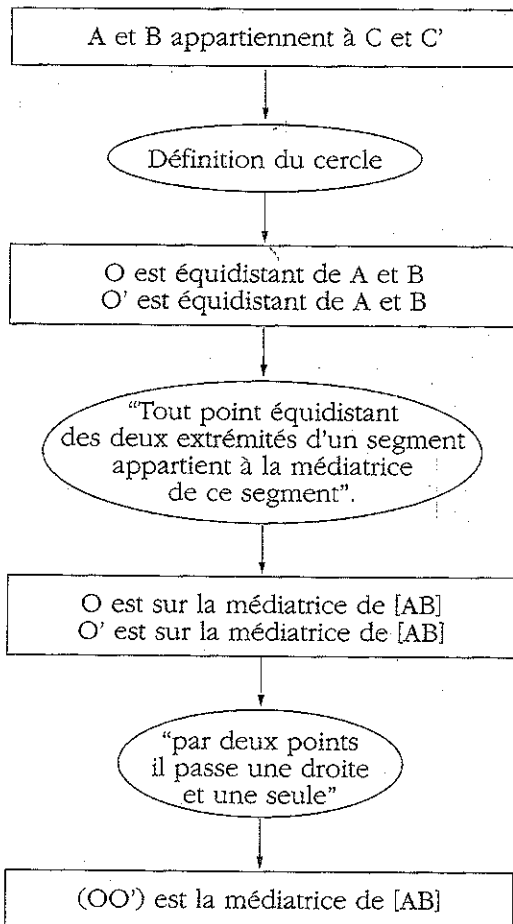 A et B appartiennent à C et C'
Définition du cercle
O est équidistant de A et B
O' est équidistant de A et B
“Tout point équidistant
des deux extrémités d'un segment
appartient à la médiatrice
de ce segment”.
O est sur la médiatrice de [AB]
O' est sur la médiatrice de [AB]
“par deux points
il passe une droite
et une seule”
(OO') est la médiatrice de [AB]